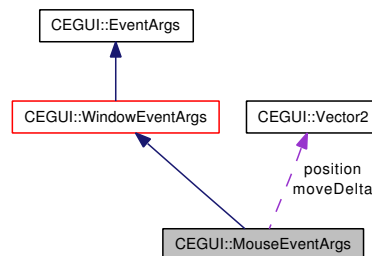 CEGUI::EventArgs
CEGUI::WindowEventArgs
CEGUI::Vector2
position
moveDelta
CEGUI::MouseEventArgs